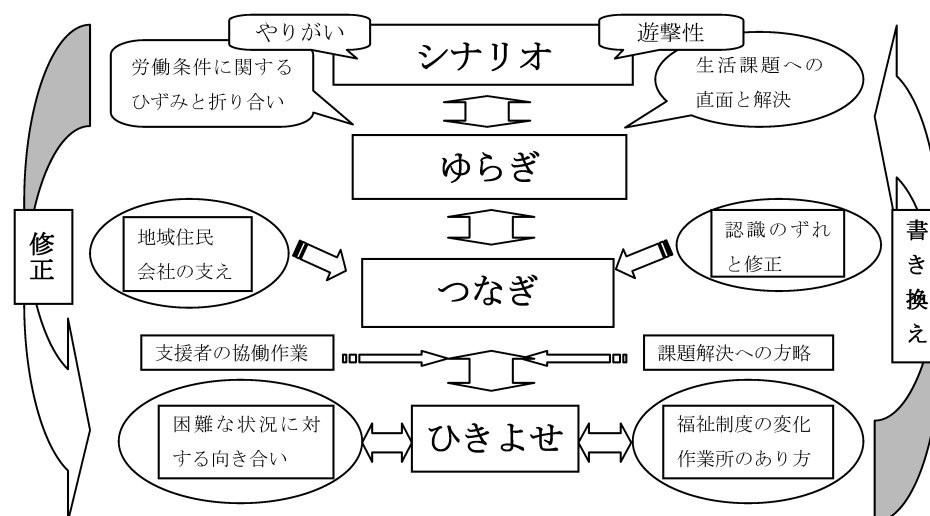 やりがい
シナリオ
遊撃性
労働条件に関する
ひずみと折り合い
生活課題への
直面と解決
ゆらぎ
修正
地域住民
会社の支え
認識のずれ
と修正
書き換え
つなぎ
支援者の協働作業
課題解決への方略
困難な状況に対
する向き合い
ひきよせ
福祉制度の変化
作業所のあり方